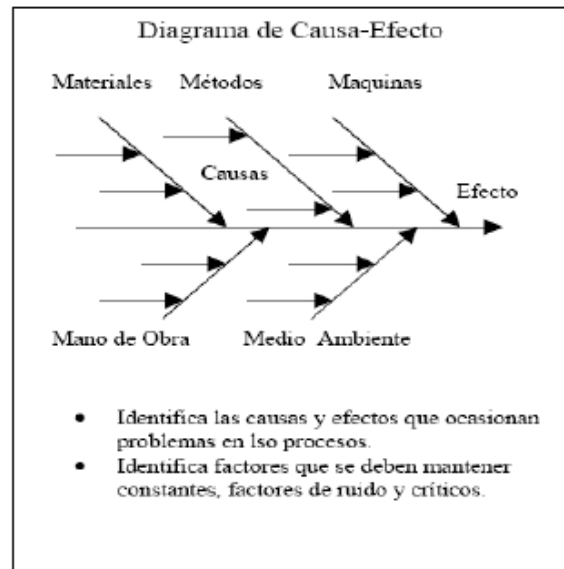 Diagrama de Causa-Efecto
Materiales Métodos Maquinas
Causas
Efecto
Mano de Obra Medio Ambiente
• Identifica las causas y efectos que ocasionan
problemas en lso procesos.
• Identifica factores que se deben mantener
constantes, factores de ruido y críticos.